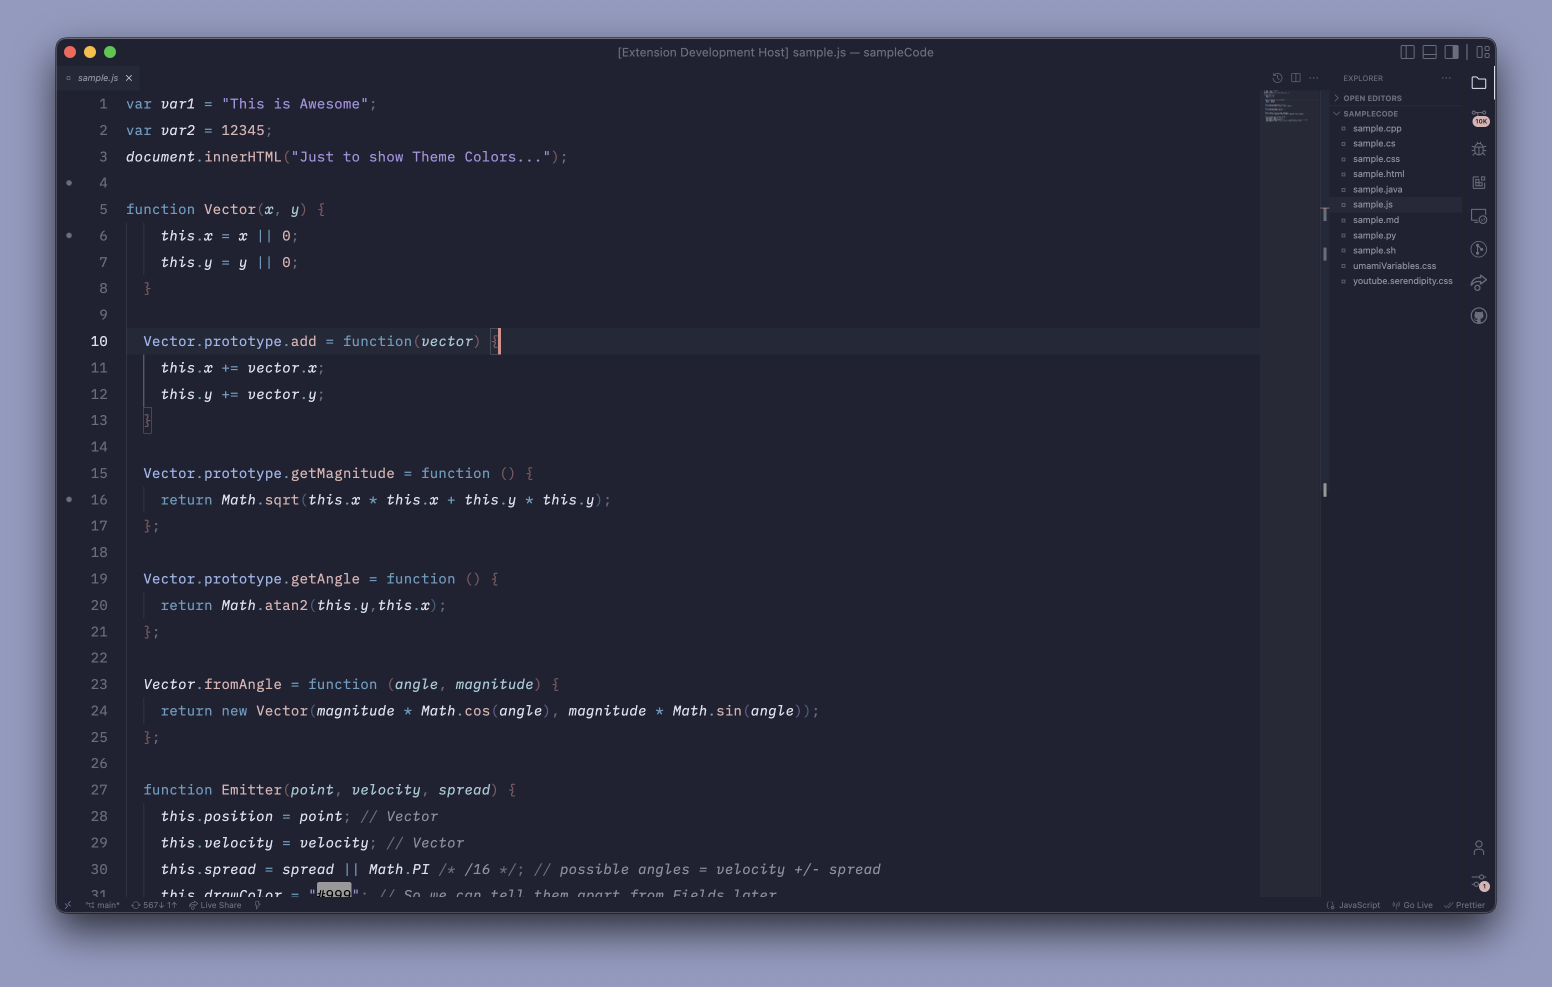 [Extension Development Host] sample.js — sampleCode
sample.js
1 var var1 = "This is Awesome";
2 var var2 = 12345;
3 document.innerHTML("Just to show Theme Colors...");
4
5 function Vector(x, y) {
6 this.x = x || 0;
7 this.y = y || 0;
8 }
9
10 Vector.prototype.add = function(vector) {
11 this.x += vector.x;
12 this.y += vector.y;
13 }
14
15 Vector.prototype.getMagnitude = function () {
16 return Math.sqrt(this.x * this.x + this.y * this.y);
17 };
18
19 Vector.prototype.getAngle = function () {
20 return Math.atan2(this.y,this.x);
21 };
22
23 Vector.fromAngle = function (angle, magnitude) {
24 return new Vector(magnitude * Math.cos(angle), magnitude * Math.sin(angle));
25 };
26
27 function Emitter(point, velocity, spread) {
28 this.position = point; // Vector
29 this.velocity = velocity; // Vector
30 this.spread = spread || Math.PI /* /16 */; // possible angles = velocity +/- spread
31 this.drawColor = "#999"; // So we can tell them apart from Fields later
EXPLORER
OPEN EDITORS
SAMPLECODE
sample.cpp
sample.cs
sample.css
sample.html
sample.java
sample.js
sample.md
sample.py
sample.sh
umamiVariables.css
youtube.serendipity.css
10K
1
main* 567↓ 1↑ Live Share
JavaScript Go Live Prettier